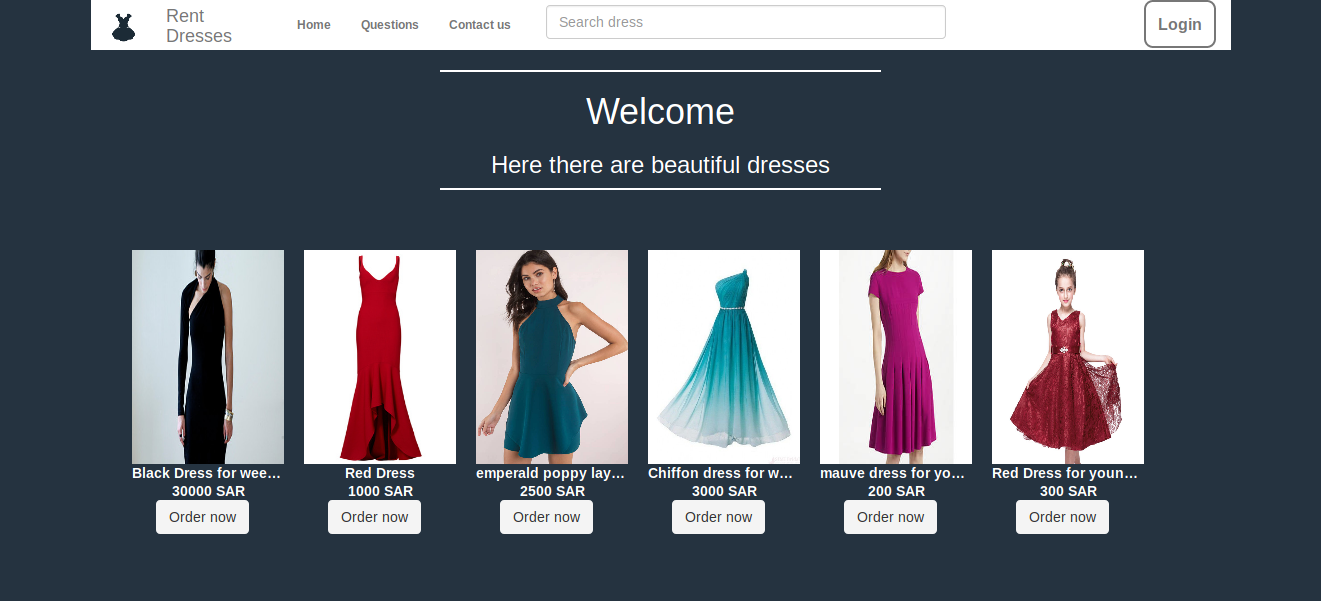 Rent
Dresses
Home
Questions
Contact us
Search dress
Login
Welcome
Here there are beautiful dresses
Black Dress for wee...
Red Dress
emperald poppy lay...
Chiffon dress for w...
mauve dress for yo...
Red Dress for youn...
30000 SAR
1000 SAR
2500 SAR
3000 SAR
200 SAR
300 SAR
Order now
Order now
Order now
Order now
Order now
Order now